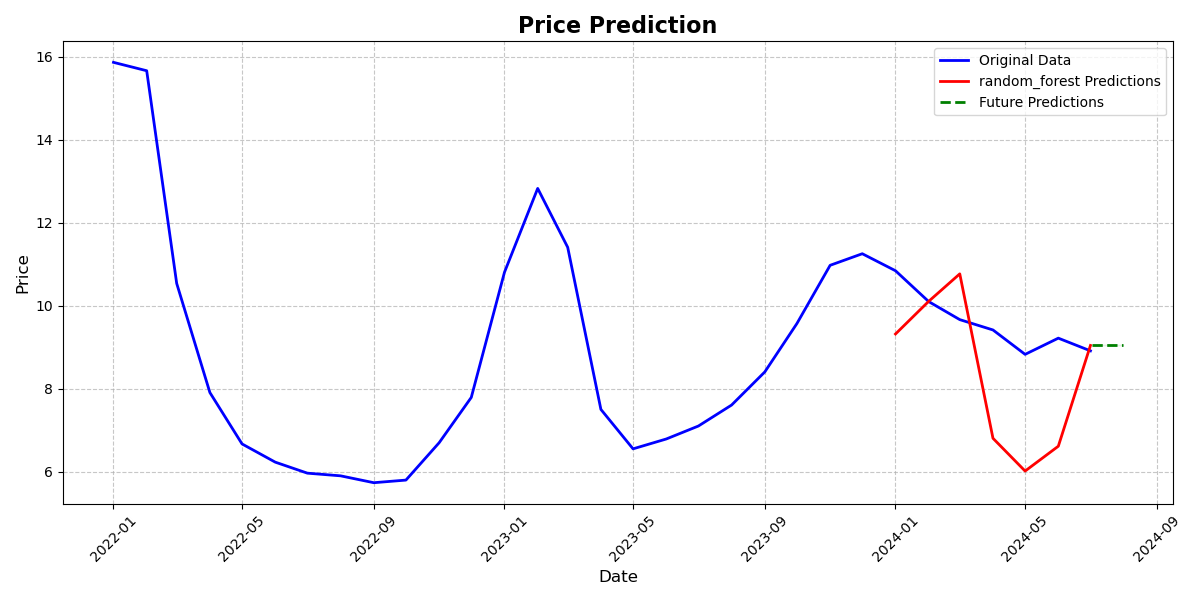 Price Prediction
Original Data
random_forest Predictions
Future Predictions
16
14
12
10
8
6
Price
2022-01
2022-05
2022-09
2023-01
2023-05
2023-09
2024-01
2024-05
2024-09
Date